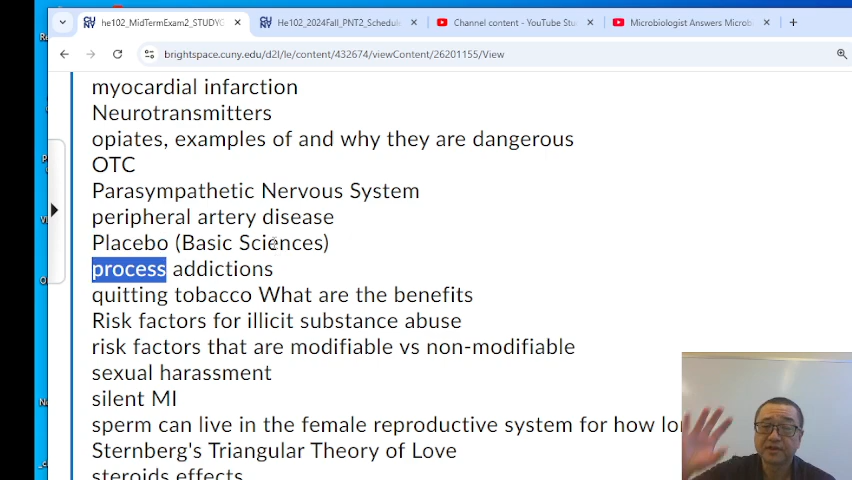 he102_MidTermExam2_STUDYG
He102_2024Fall_PNT2_Schedule
Channel content - YouTube Stu
Microbiologist Answers Microb
brightspace.cuny.edu/d2l/le/content/432674/viewContent/26201155/View
myocardial infarction
Neurotransmitters
opiates, examples of and why they are dangerous
OTC
Parasympathetic Nervous System
peripheral artery disease
Placebo (Basic Sciences)
process addictions
quitting tobacco What are the benefits
Risk factors for illicit substance abuse
risk factors that are modifiable vs non-modifiable
sexual harassment
silent MI
sperm can live in the female reproductive system for how lo
Sternberg's Triangular Theory of Love
steroids effects